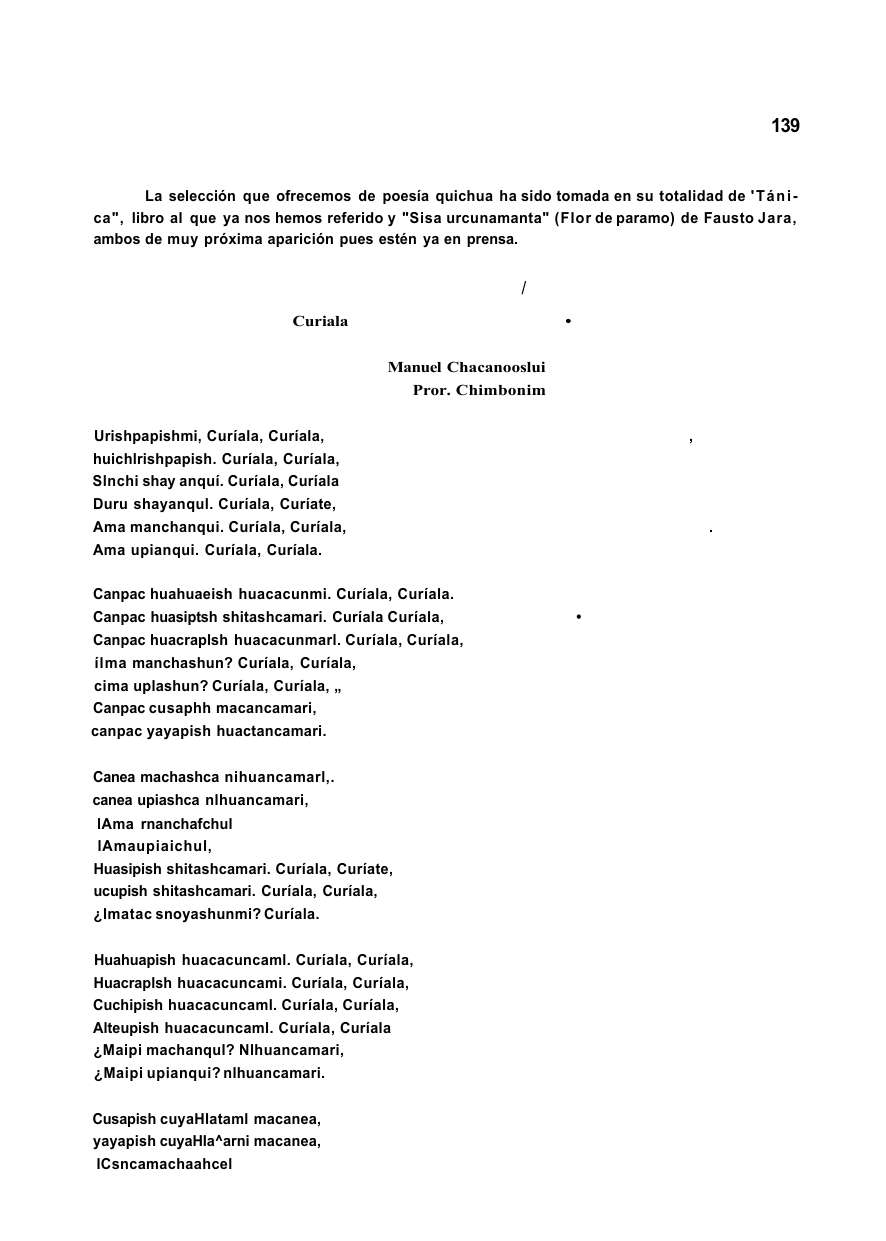 139
La selección que ofrecemos de poesía quichua ha sido tomada en su totalidad de 'Táni-
ca", libro al que ya nos hemos referido y "Sisa urcunamanta" (Flor de paramo) de Fausto Jara,
ambos de muy próxima aparición pues estén ya en prensa.
/
Curiala •
Manuel Chacanooslui
Pror. Chimbonim
Urishpapishmi, Curíala, Curíala, ,
huichlrishpapish. Curíala, Curíala,
Slnchi shay anquí. Curíala, Curíala
Duru shayanqul. Curíala, Curíate,
Ama manchanqui. Curíala, Curíala, .
Ama upianqui. Curíala, Curíala.
Canpac huahuaeish huacacunmi. Curíala, Curíala.
Canpac huasiptsh shitashcamari. Curíala Curíala, •
Canpac huacraplsh huacacunmarl. Curíala, Curíala,
ílma manchashun? Curíala, Curíala,
cima uplashun? Curíala, Curíala, „
Canpac cusaphh macancamari,
canpac yayapish huactancamari.
Canea machashca nihuancamarl,.
canea upiashca nlhuancamari,
lAma rnanchafchul
lAmaupiaichul,
Huasipish shitashcamari. Curíala, Curíate,
ucupish shitashcamari. Curíala, Curíala,
¿lmatac snoyashunmi? Curíala.
Huahuapish huacacuncaml. Curíala, Curíala,
Huacraplsh huacacuncami. Curíala, Curíala,
Cuchipish huacacuncaml. Curíala, Curíala,
Alteupish huacacuncaml. Curíala, Curíala
¿Maipi machanqul? Nlhuancamari,
¿Maipi upianqui? nlhuancamari.
Cusapish cuyaHlataml macanea,
yayapish cuyaHla^arni macanea,
lCsncamachaahcel